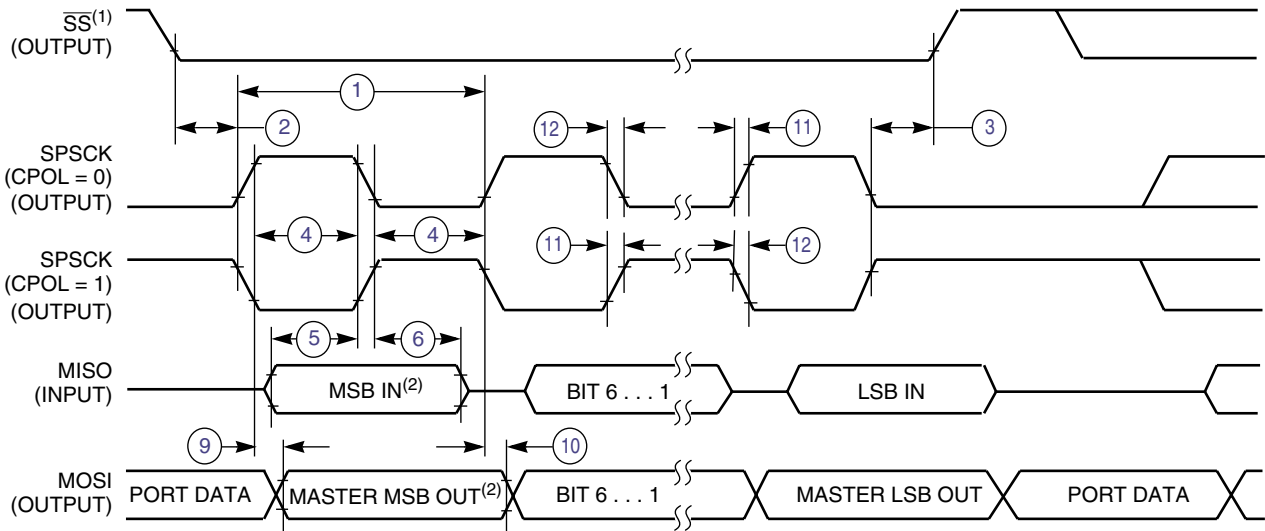 SS(1)
(OUTPUT)
1
2
12
11
3
SPSCK
(CPOL = 0)
(OUTPUT)
4
4
11
12
SPSCK
(CPOL = 1)
(OUTPUT)
5
6
MISO
(INPUT)
MSB IN(2)
BIT 6 . . . 1
LSB IN
9
10
MOSI
(OUTPUT)
PORT DATA
MASTER MSB OUT(2)
BIT 6 . . . 1
MASTER LSB OUT
PORT DATA